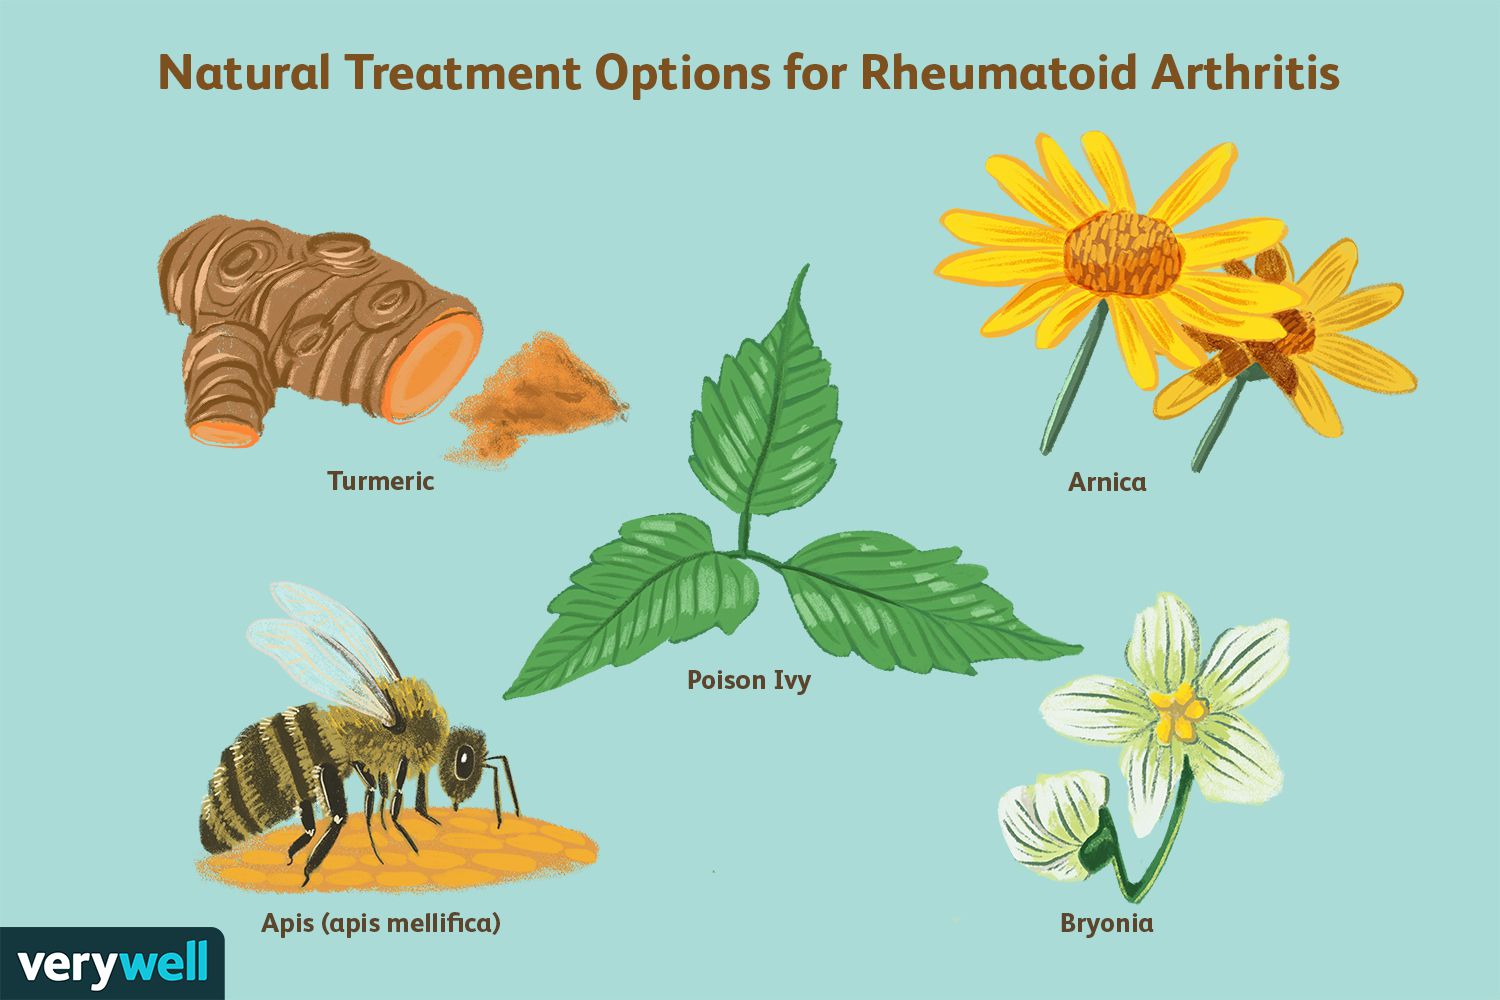 Natural Treatment Options for Rheumatoid Arthritis
Turmeric
Arnica
Poison Ivy
Apis (apis mellifica)
Bryonia
verywell